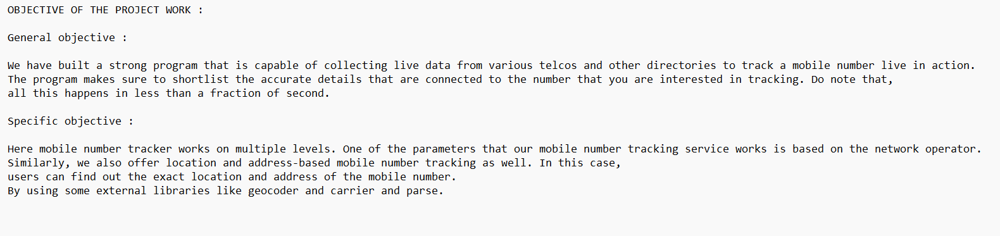 OBJECTIVE OF THE PROJECT WORK :
General objective :
We have built a strong program that is capable of collecting live data from various telcos and other directories to track a mobile number live in action.
The program makes sure to shortlist the accurate details that are connected to the number that you are interested in tracking. Do note that,
all this happens in less than a fraction of second.
Specific objective :
Here mobile number tracker works on multiple levels. One of the parameters that our mobile number tracking service works is based on the network operator.
Similarly, we also offer location and address-based mobile number tracking as well. In this case,
users can find out the exact location and address of the mobile number.
By using some external libraries like geocoder and carrier and parse.